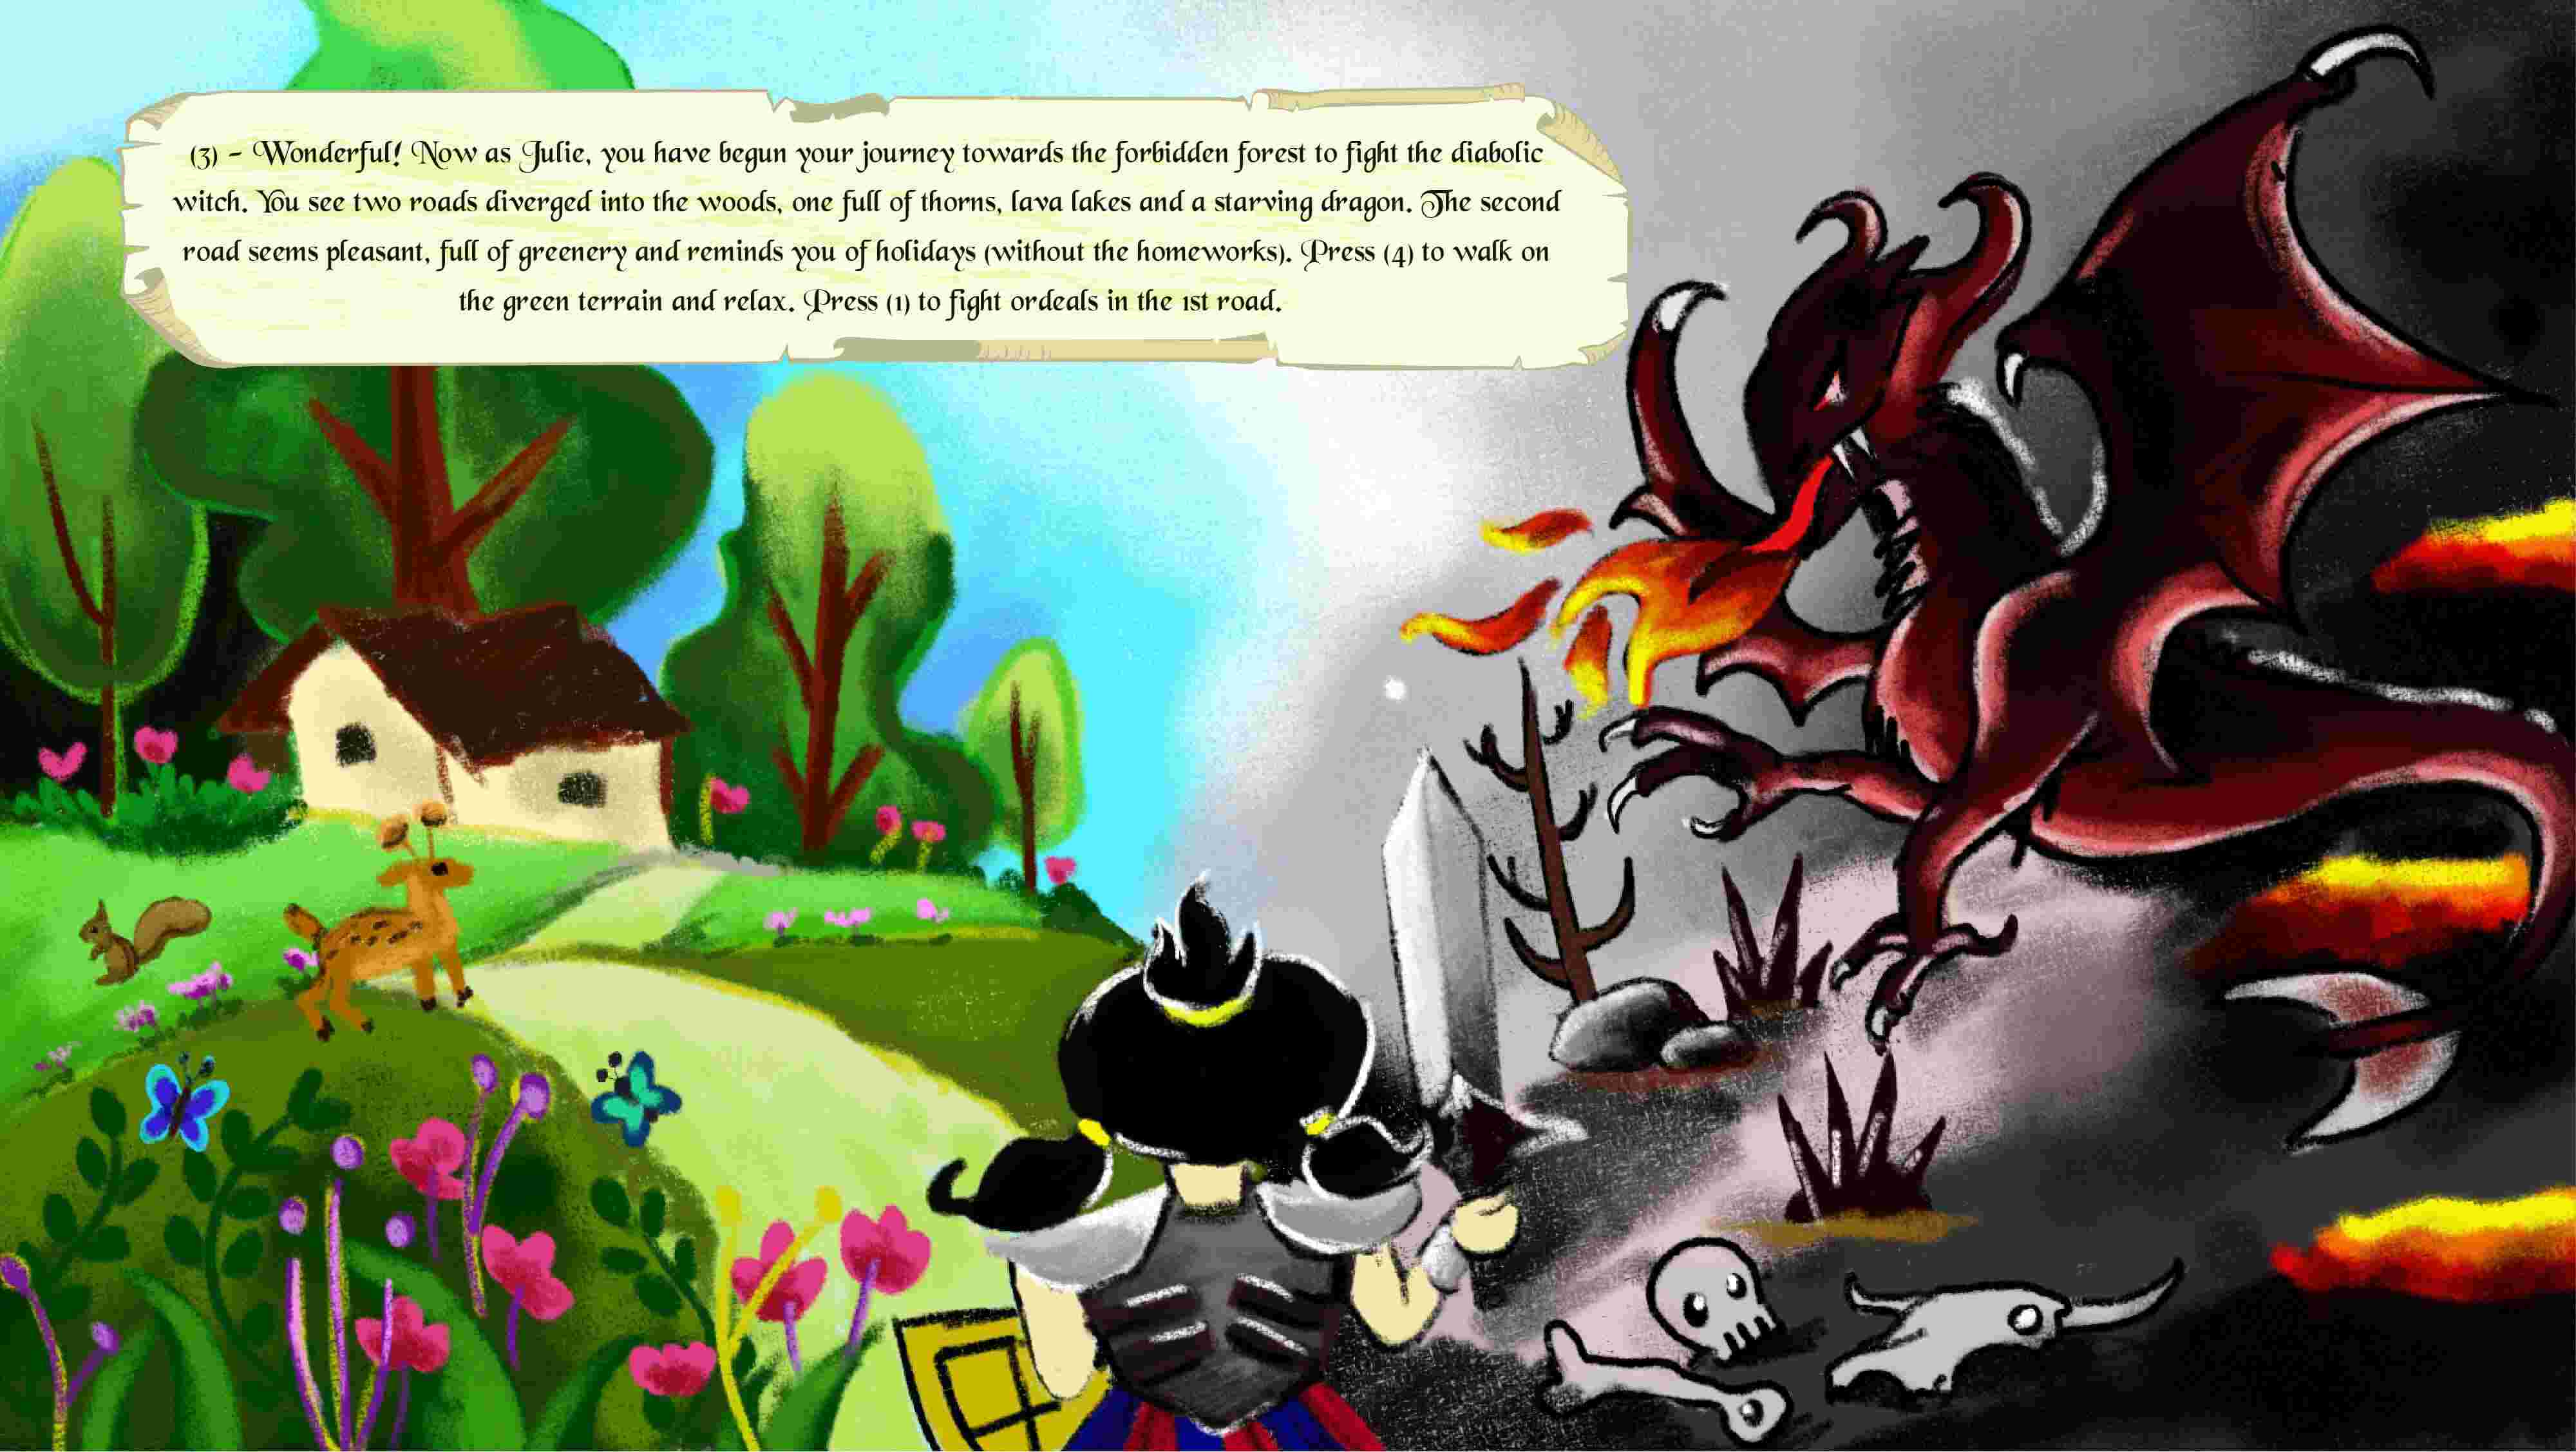 (3) - Wonderful! Now as Julie, you have begun your journey towards the forbidden forest to fight the diabolic
witch. You see two roads diverged into the woods, one full of thorns, lava lakes and a starving dragon. The second
road seems pleasant, full of greenery and reminds you of holidays (without the homeworks). Press (4) to walk on
the green terrain and relax. Press (1) to fight ordeals in the 1st road.